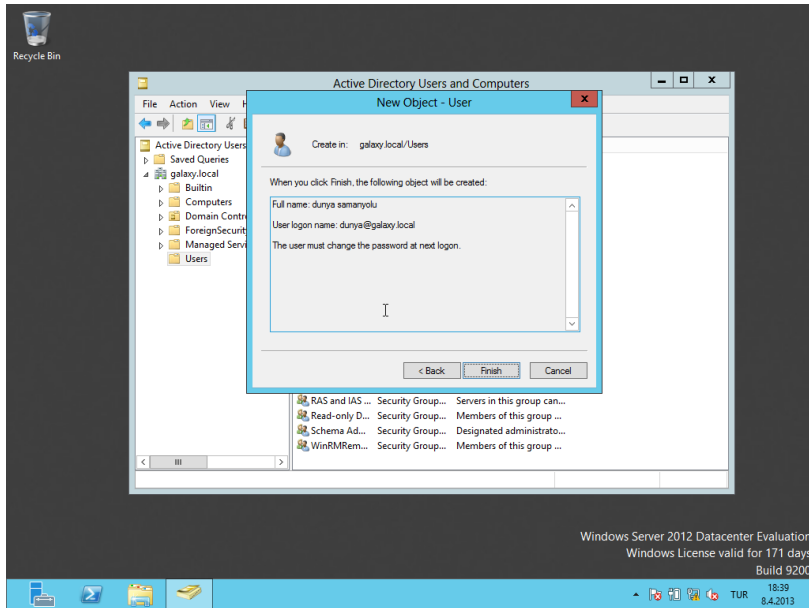 Recycle Bin
Active Directory Users and Computers
File Action View H
New Object - User
Active Directory Users
Saved Queries
galaxy.local
Builtin
Computers
Domain Contr
ForeignSecurit
Managed Servi
Users
Create in: galaxy.local/Users
When you click Finish, the following object will be created:
Full name: dunya samanyolu
User logon name: dunya@galaxy.local
The user must change the password at next logon.
< Back Finish Cancel
RAS and IAS ... Security Group... Servers in this group can...
Read-only D... Security Group... Members of this group ...
Schema Ad... Security Group... Designated administrato...
WinRMRem... Security Group... Members of this group ...
Windows Server 2012 Datacenter Evaluation
Windows License valid for 171 days
Build 9200
TUR
18:39
8.4.2013